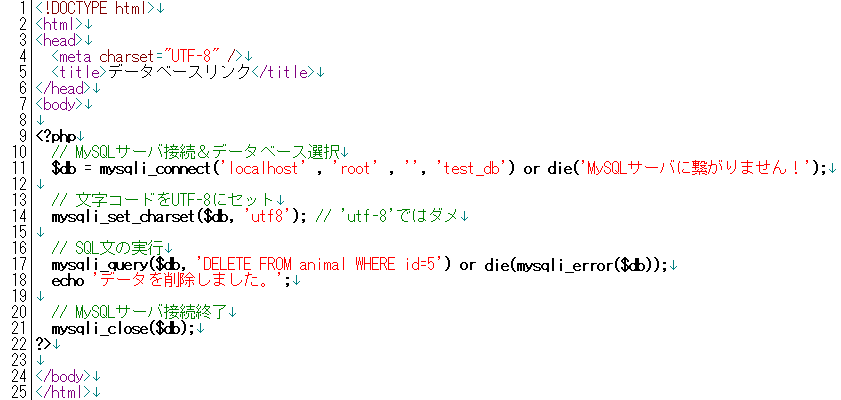 1 <!DOCTYPE html>↓
2 <html>↓
3 <head>↓
4   <meta charset="UTF-8" />↓
5   <title>データベースリンク</title>↓
6 </head>↓
7 <body>↓
8 ↓
9 <?php↓
10   // MySQLサーバ接続＆データベース選択↓
11   $db = mysqli_connect('localhost' , 'root' , '', 'test_db') or die('MySQLサーバに繋がりません！');↓
12 ↓
13   // 文字コードをUTF-8にセット↓
14   mysqli_set_charset($db, 'utf8'); // 'utf-8'ではダメ↓
15 ↓
16   // SQL文の実行↓
17   mysqli_query($db, 'DELETE FROM animal WHERE id=5') or die(mysqli_error($db));↓
18   echo 'データを削除しました。';↓
19 ↓
20   // MySQLサーバ接続終了↓
21   mysqli_close($db);↓
22 ?>↓
23 ↓
24 </body>↓
25 </html>↓